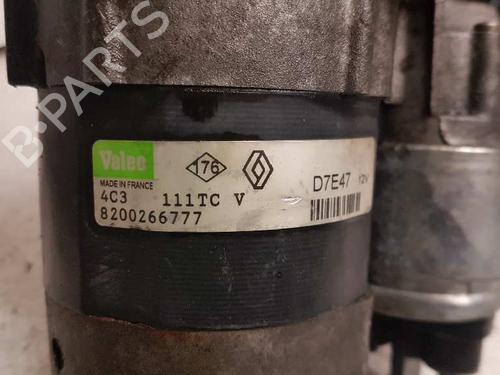 B-PARTS
Valeo
MADE IN FRANCE
176
D7E47 12V
4C3 111TC V
8200266777